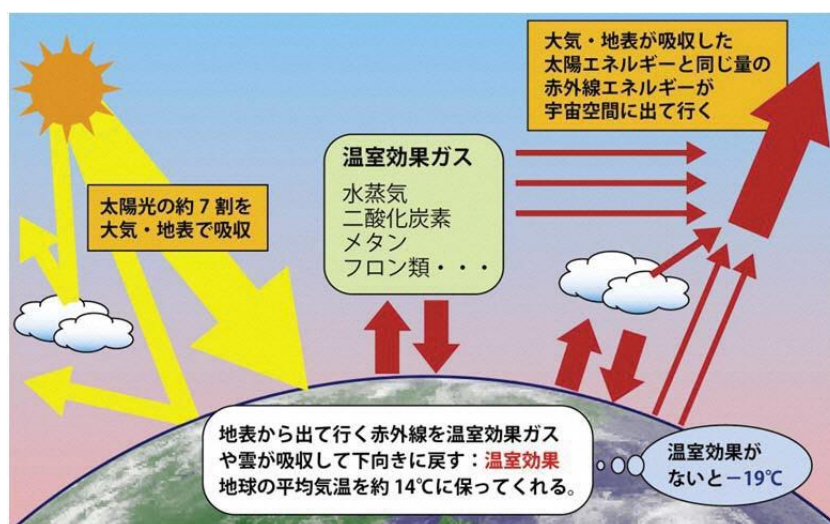 大気・地表が吸収した
太陽エネルギーと同じ量の
赤外線エネルギーが
宇宙空間に出て行く
太陽光の約7割を
大気・地表で吸収
温室効果ガス
水蒸気
二酸化炭素
メタン
フロン類・・・
地表から出て行く赤外線を温室効果ガス
や雲が吸収して下向きに戻す：温室効果
地球の平均気温を約14℃に保ってくれる。
温室効果が
ないと−19℃